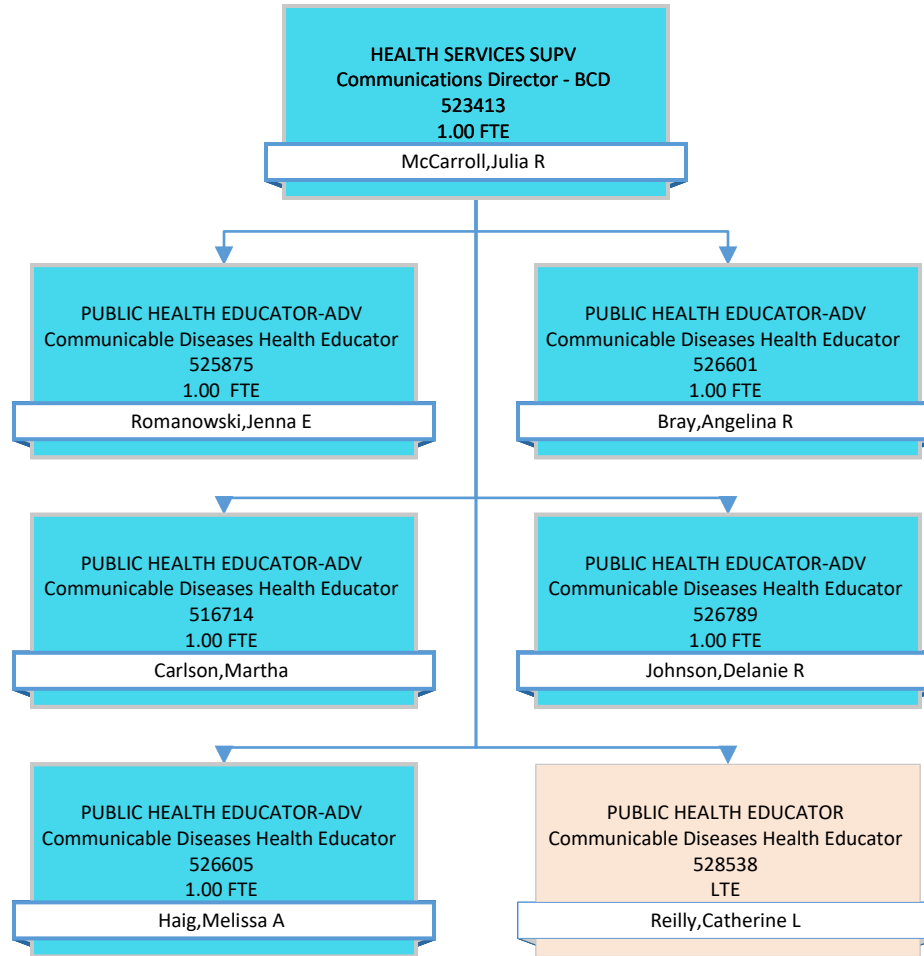 HEALTH SERVICES SUPV
Communications Director - BCD
523413
1.00 FTE
McCarroll,Julia R
PUBLIC HEALTH EDUCATOR-ADV
Communicable Diseases Health Educator
525875
1.00  FTE
Romanowski,Jenna E
PUBLIC HEALTH EDUCATOR-ADV
Communicable Diseases Health Educator
526601
1.00 FTE
Bray,Angelina R
PUBLIC HEALTH EDUCATOR-ADV
Communicable Diseases Health Educator
516714
1.00 FTE
Carlson,Martha
PUBLIC HEALTH EDUCATOR-ADV
Communicable Diseases Health Educator
526789
1.00 FTE
Johnson,Delanie R
PUBLIC HEALTH EDUCATOR-ADV
Communicable Diseases Health Educator
526605
1.00 FTE
Haig,Melissa A
PUBLIC HEALTH EDUCATOR
Communicable Diseases Health Educator
528538
LTE
Reilly,Catherine L